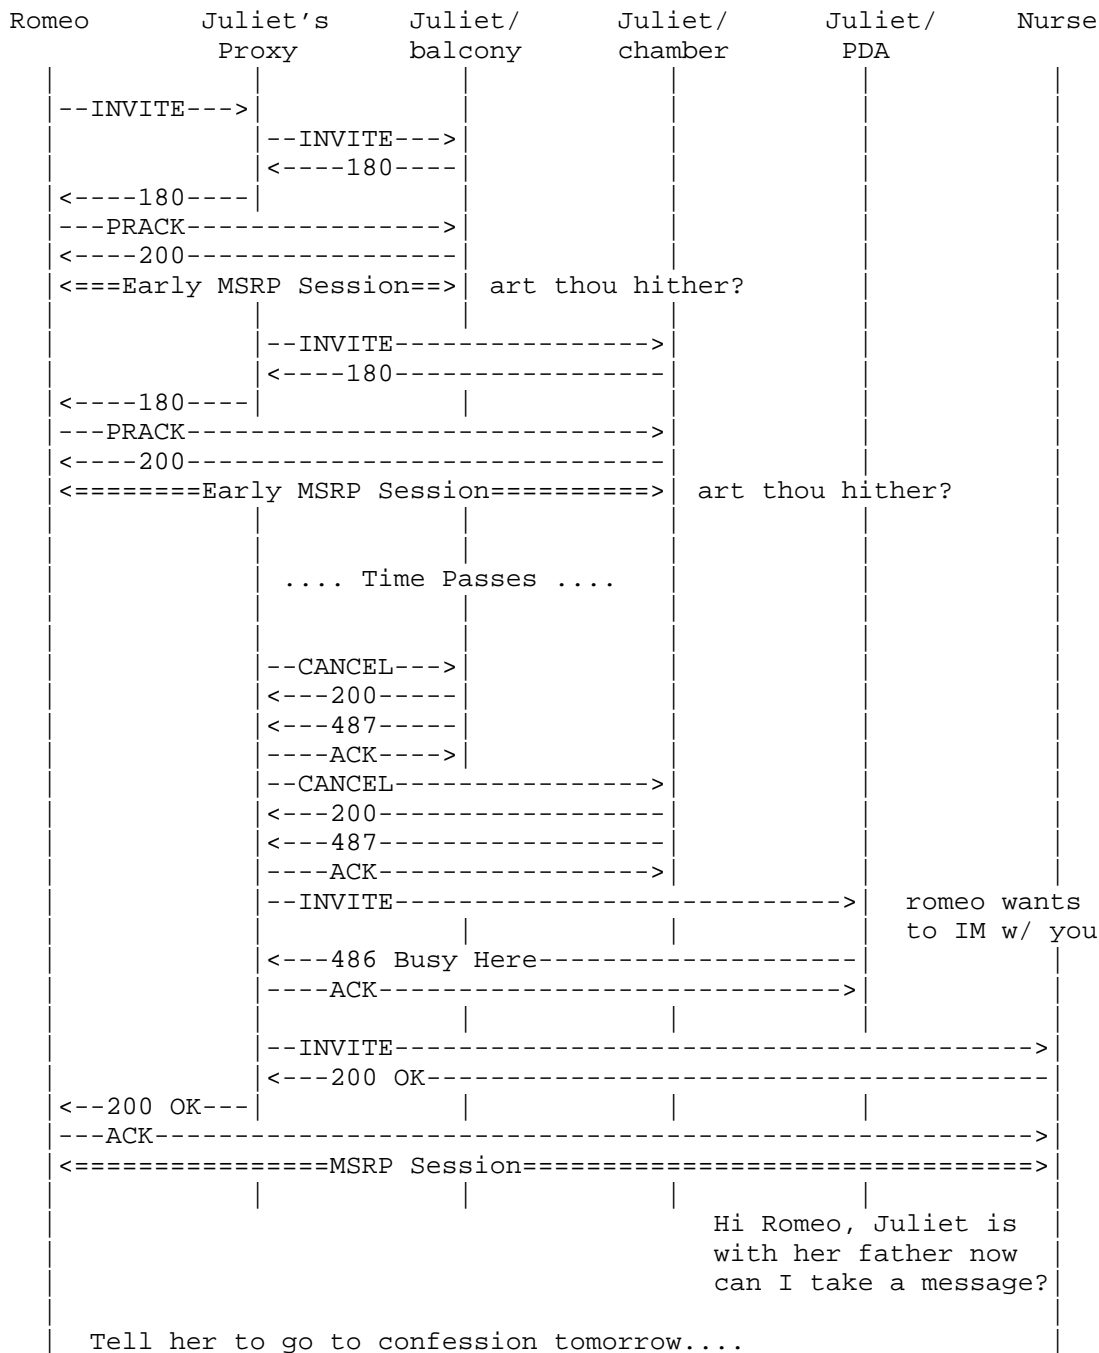 Romeo       Juliet's     Juliet/      Juliet/      Juliet/     Nurse
             Proxy       balcony      chamber       PDA
  |            |            |            |           |           |
  |--INVITE--->|            |            |           |           |
  |            |--INVITE--->|            |           |           |
  |            |<----180----|            |           |           |
  |<----180----|            |            |           |           |
  |---PRACK---------------->|            |           |           |
  |<----200-----------------|            |           |           |
  |<===Early MSRP Session==>| art thou hither?       |           |
  |            |            |            |           |           |
  |            |--INVITE---------------->|           |           |
  |            |<----180-----------------|           |           |
  |<----180----|            |            |           |           |
  |---PRACK----------------------------->|           |           |
  |<----200------------------------------|           |           |
  |<========Early MSRP Session==========>| art thou hither?      |
  |            |            |            |           |           |
  |            |            |            |           |           |
  |            | .... Time Passes ....   |           |           |
  |            |            |            |           |           |
  |            |            |            |           |           |
  |            |--CANCEL--->|            |           |           |
  |            |<---200-----|            |           |           |
  |            |<---487-----|            |           |           |
  |            |----ACK---->|            |           |           |
  |            |--CANCEL---------------->|           |           |
  |            |<---200------------------|           |           |
  |            |<---487------------------|           |           |
  |            |----ACK----------------->|           |           |
  |            |--INVITE---------------------------->|  romeo wants
  |            |            |            |           |  to IM w/ you
  |            |<---486 Busy Here--------------------|           |
  |            |----ACK----------------------------->|           |
  |            |            |            |           |           |
  |            |--INVITE---------------------------------------->|
  |            |<---200 OK---------------------------------------|
  |<--200 OK---|            |            |           |           |
  |---ACK------------------------------------------------------->|
  |<================MSRP Session================================>|
  |            |            |            |           |           |
  |                                        Hi Romeo, Juliet is   |
  |                                        with her father now   |
  |                                        can I take a message?|
  |                                                              |
  |  Tell her to go to confession tomorrow....                   |